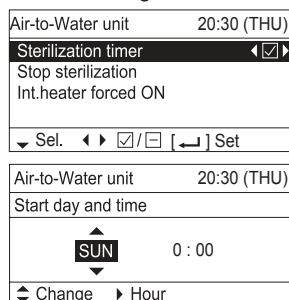 Air-to-Water unit 20:30 (THU)
Sterilization timer
Stop sterilization
Int.heater forced ON
Sel. [ ] Set
Air-to-Water unit 20:30 (THU)
Start day and time
SUN 0 : 00
Change Hour